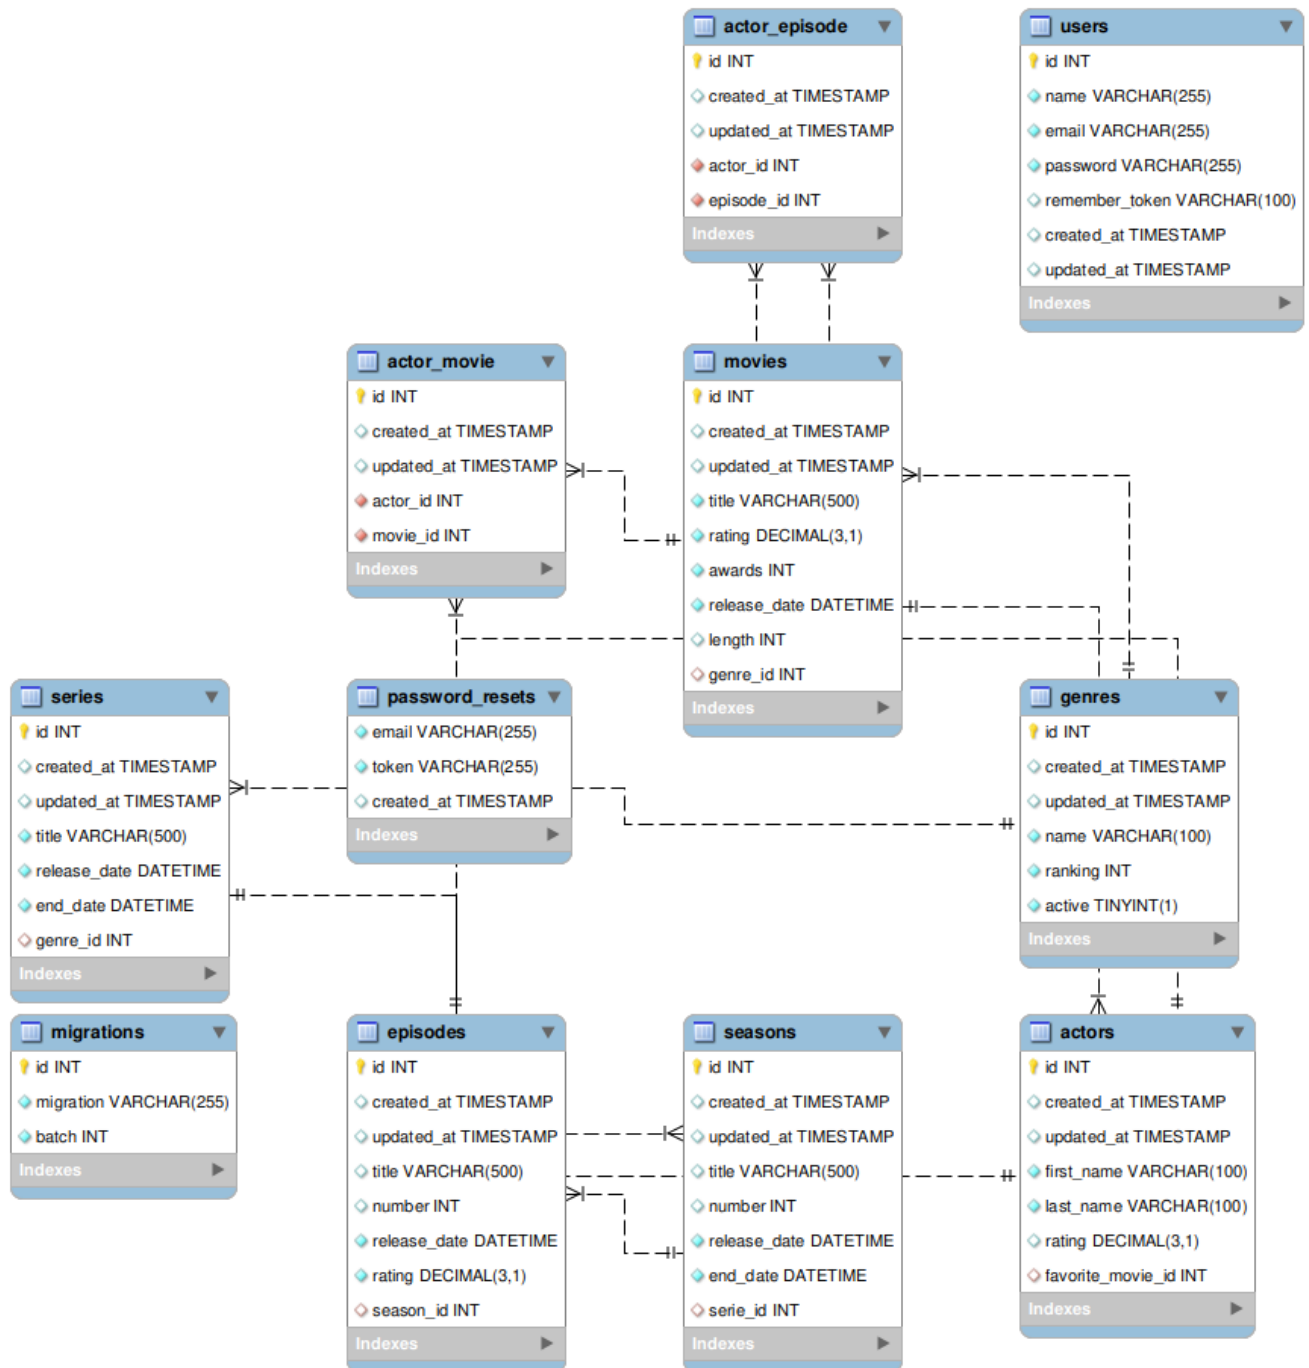 actor_episode
id INT
created_at TIMESTAMP
updated_at TIMESTAMP
actor_id INT
episode_id INT
Indexes
users
id INT
name VARCHAR(255)
email VARCHAR(255)
password VARCHAR(255)
remember_token VARCHAR(100)
created_at TIMESTAMP
updated_at TIMESTAMP
Indexes
actor_movie
id INT
created_at TIMESTAMP
updated_at TIMESTAMP
actor_id INT
movie_id INT
Indexes
movies
id INT
created_at TIMESTAMP
updated_at TIMESTAMP
title VARCHAR(500)
rating DECIMAL(3,1)
awards INT
release_date DATETIME
length INT
genre_id INT
Indexes
series
id INT
created_at TIMESTAMP
updated_at TIMESTAMP
title VARCHAR(500)
release_date DATETIME
end_date DATETIME
genre_id INT
Indexes
password_resets
email VARCHAR(255)
token VARCHAR(255)
created_at TIMESTAMP
Indexes
genres
id INT
created_at TIMESTAMP
updated_at TIMESTAMP
name VARCHAR(100)
ranking INT
active TINYINT(1)
Indexes
migrations
id INT
migration VARCHAR(255)
batch INT
Indexes
episodes
id INT
created_at TIMESTAMP
updated_at TIMESTAMP
title VARCHAR(500)
number INT
release_date DATETIME
rating DECIMAL(3,1)
season_id INT
Indexes
seasons
id INT
created_at TIMESTAMP
updated_at TIMESTAMP
title VARCHAR(500)
number INT
release_date DATETIME
end_date DATETIME
serie_id INT
Indexes
actors
id INT
created_at TIMESTAMP
updated_at TIMESTAMP
first_name VARCHAR(100)
last_name VARCHAR(100)
rating DECIMAL(3,1)
favorite_movie_id INT
Indexes